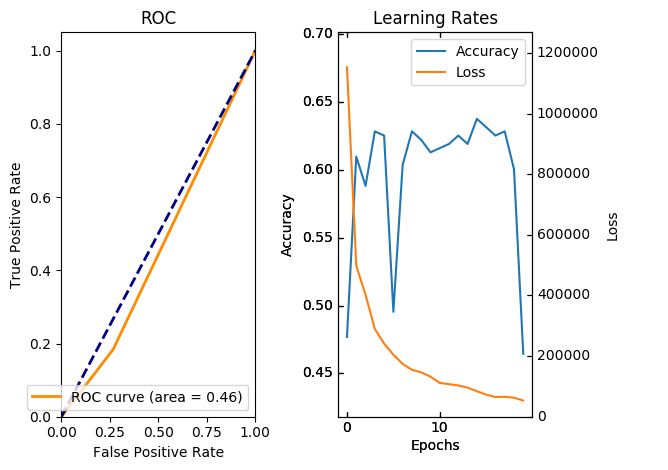 ROC
True Positive Rate
1.0
0.8
0.6
0.4
0.2
0.0
0.00 0.25 0.50 0.75 1.00
False Positive Rate
ROC curve (area = 0.46)
Learning Rates
Accuracy
0.70
0.65
0.60
0.55
0.50
0.45
Accuracy
Loss
1200000
1000000
800000
600000
400000
200000
0
Loss
0 10
Epochs